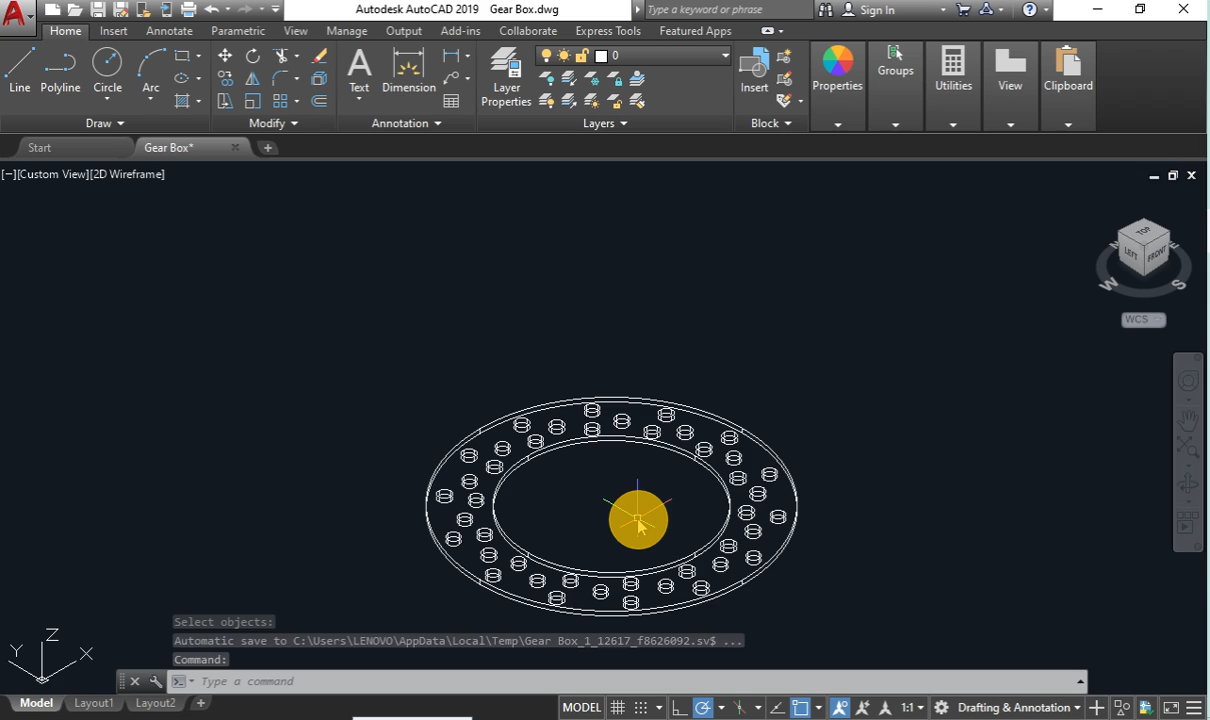 Autodesk AutoCAD 2019 Gear Box.dwg
Type a keyword or phrase
Sign In
Home Insert Annotate Parametric View Manage Output Add-ins Collaborate Express Tools Featured Apps
Line Polyline Circle Arc
Text Dimension
Layer Properties
0
Insert
Properties Groups Utilities View Clipboard
Draw Modify Annotation Layers Block
Start Gear Box*
[−][Custom View][2D Wireframe]
TOP
LEFT FRONT
W S
WCS
Select objects:
Automatic save to C:\Users\LENOVO\AppData\Local\Temp\Gear Box_1_12617_f8626092.sv$ ...
Command:
Type a command
Z
Y X
Model Layout1 Layout2
MODEL 1:1 Drafting & Annotation